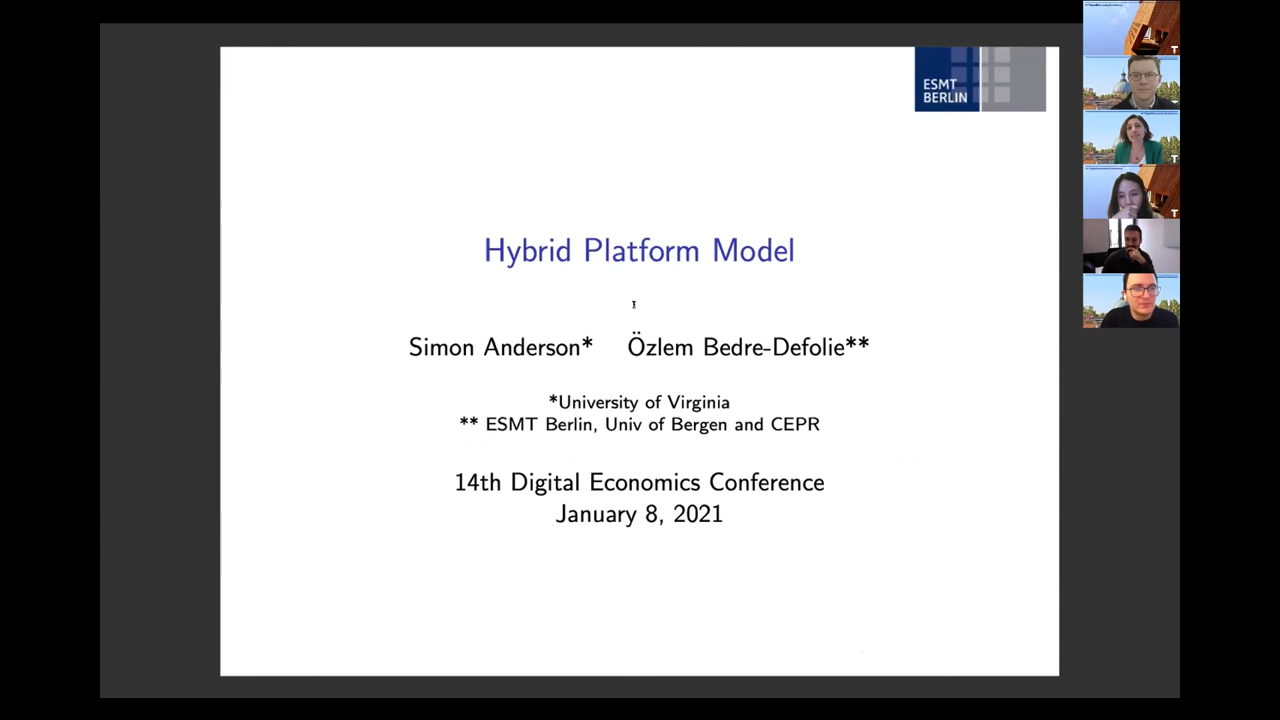 ESMT
BERLIN
Hybrid Platform Model
Simon Anderson* Özlem Bedre-Defolie**
*University of Virginia
** ESMT Berlin, Univ of Bergen and CEPR
14th Digital Economics Conference
January 8, 2021